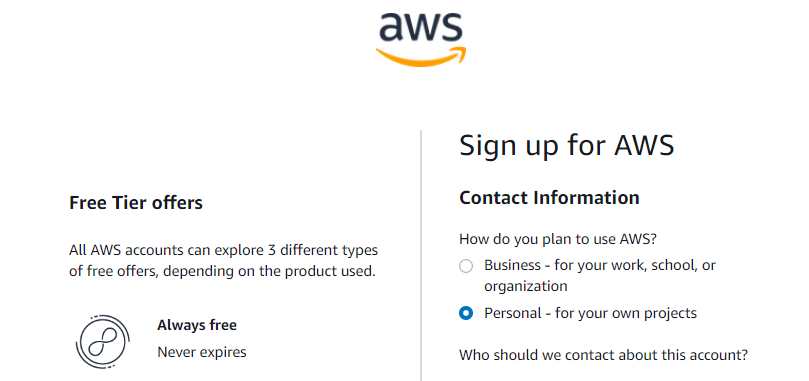 aws
Free Tier offers
All AWS accounts can explore 3 different types
of free offers, depending on the product used.
Always free
Never expires
Sign up for AWS
Contact Information
How do you plan to use AWS?
Business - for your work, school, or
organization
Personal - for your own projects
Who should we contact about this account?